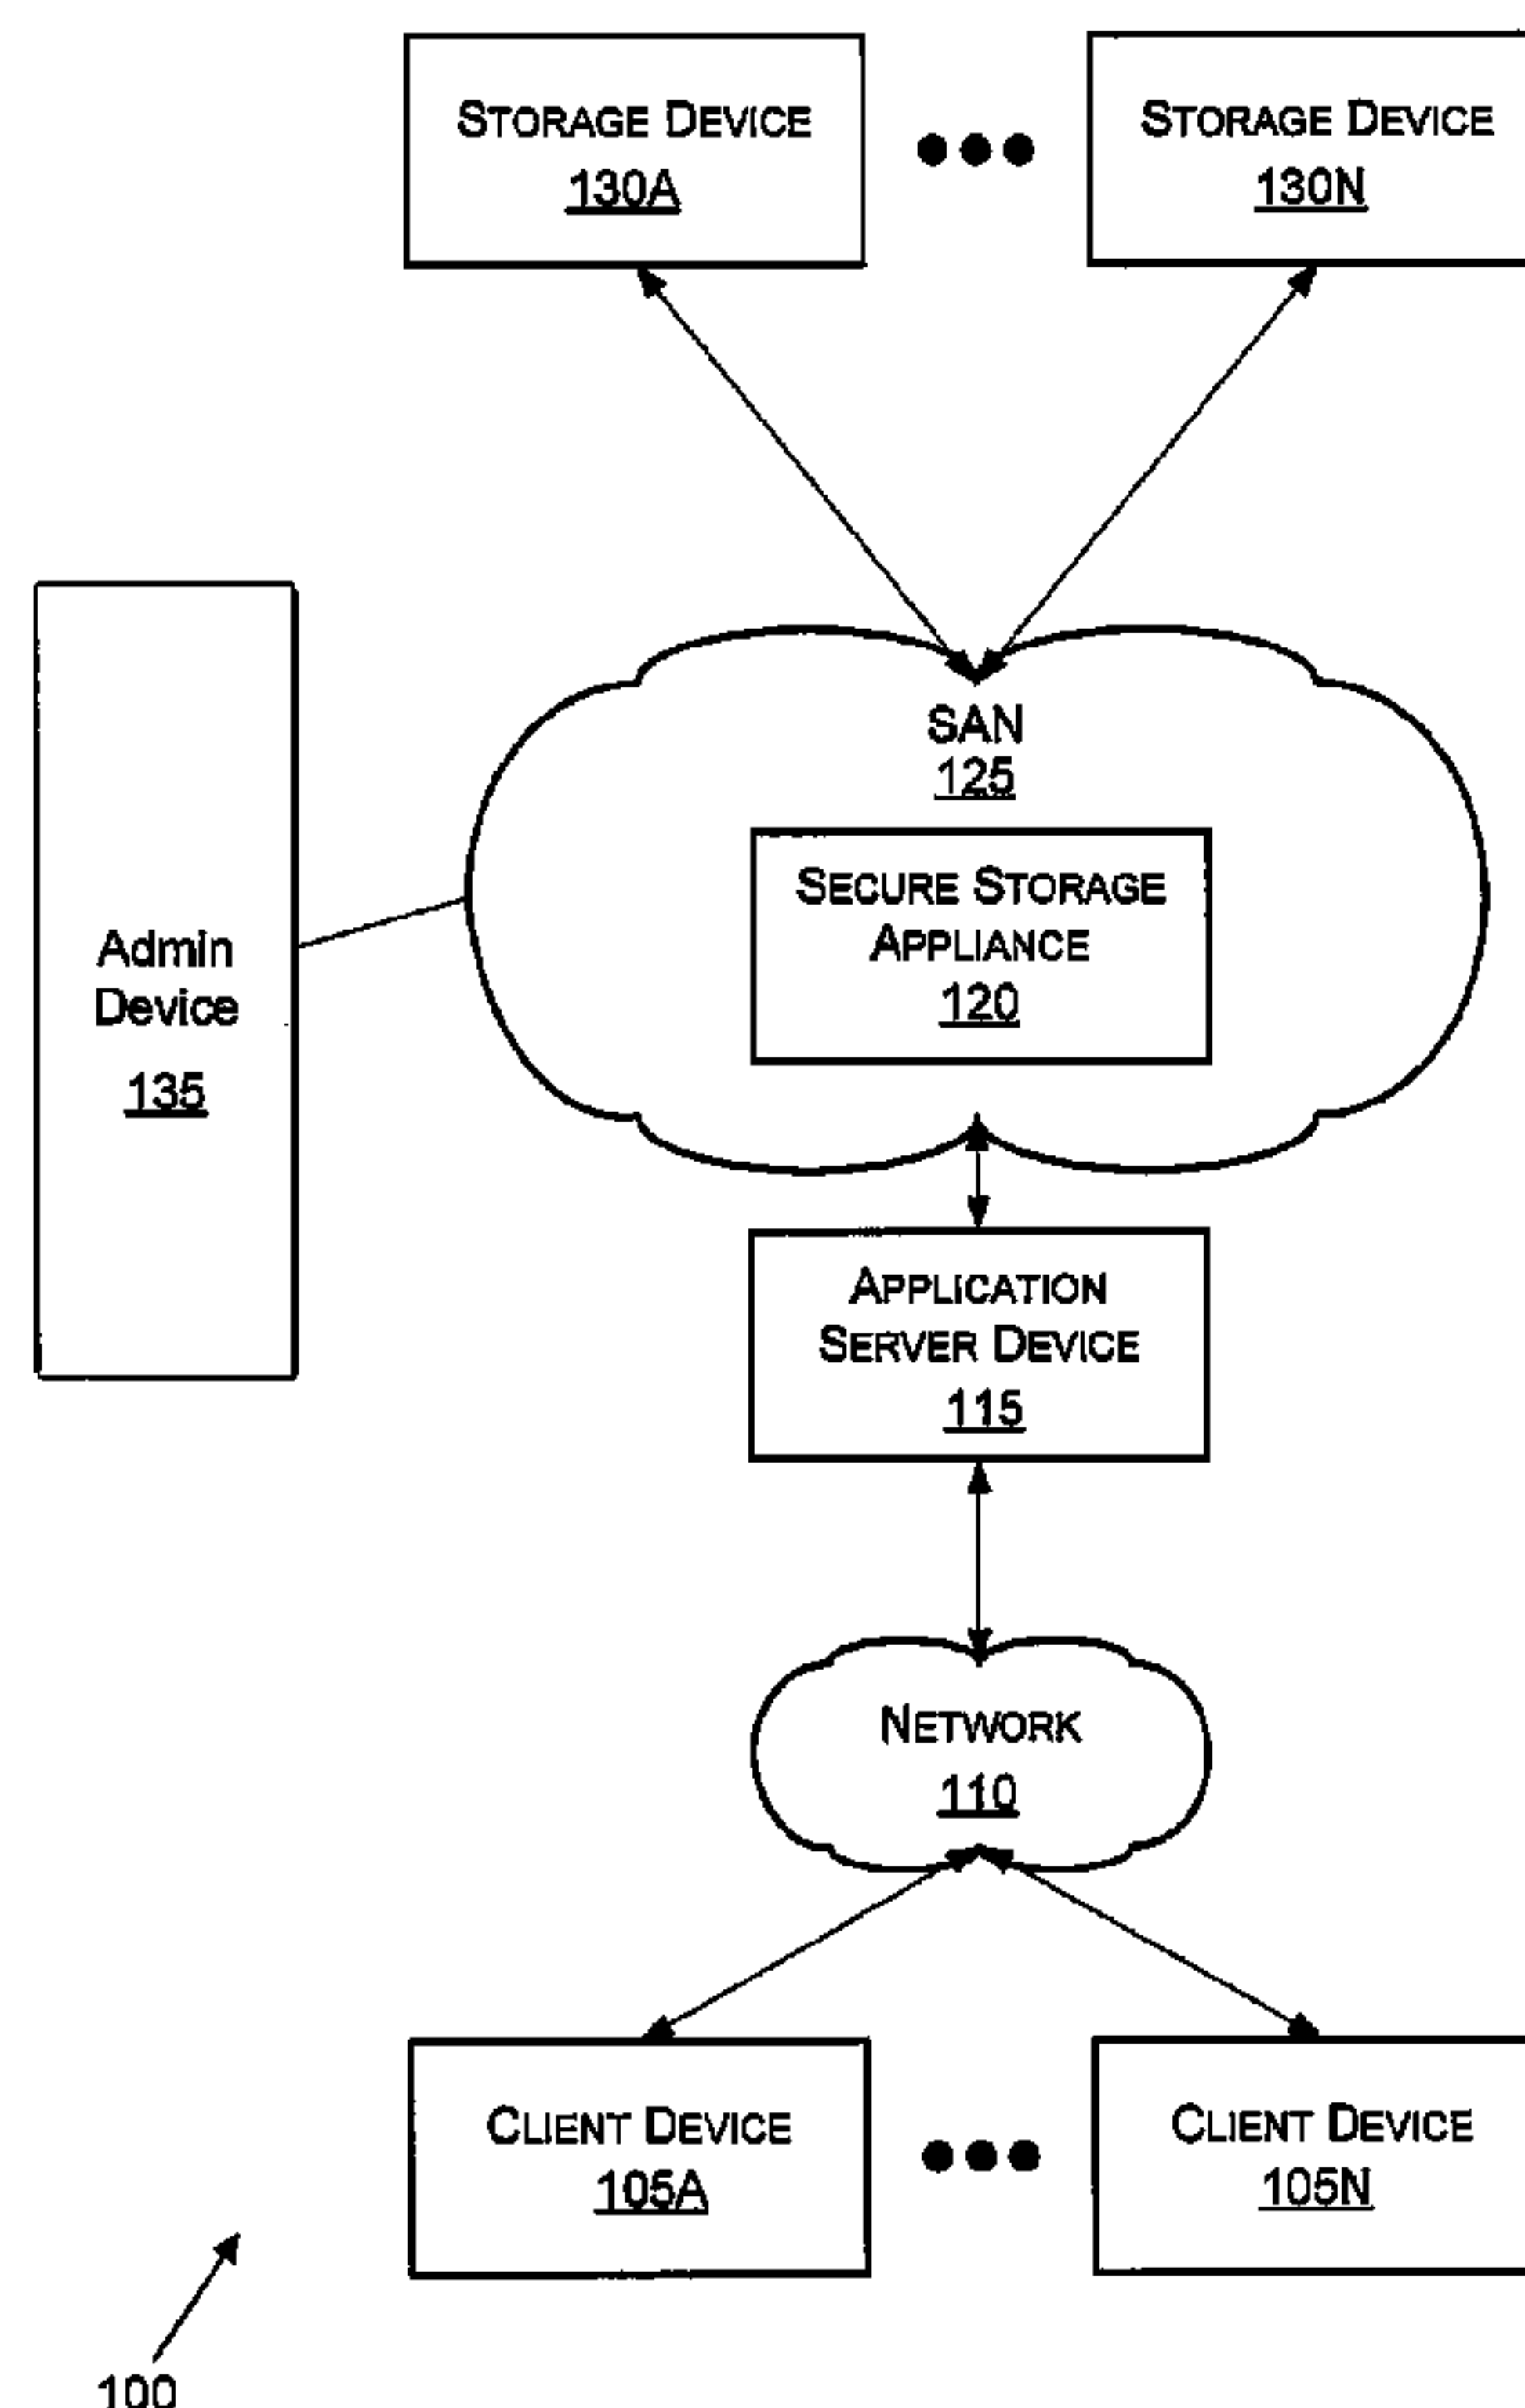 STORAGE DEVICE
130A
STORAGE DEVICE
130N
SAN
125
SECURE STORAGE
APPLIANCE
120
Admin
Device
135
APPLICATION
SERVER DEVICE
115
NETWORK
110
CLIENT DEVICE
105A
CLIENT DEVICE
105N
100